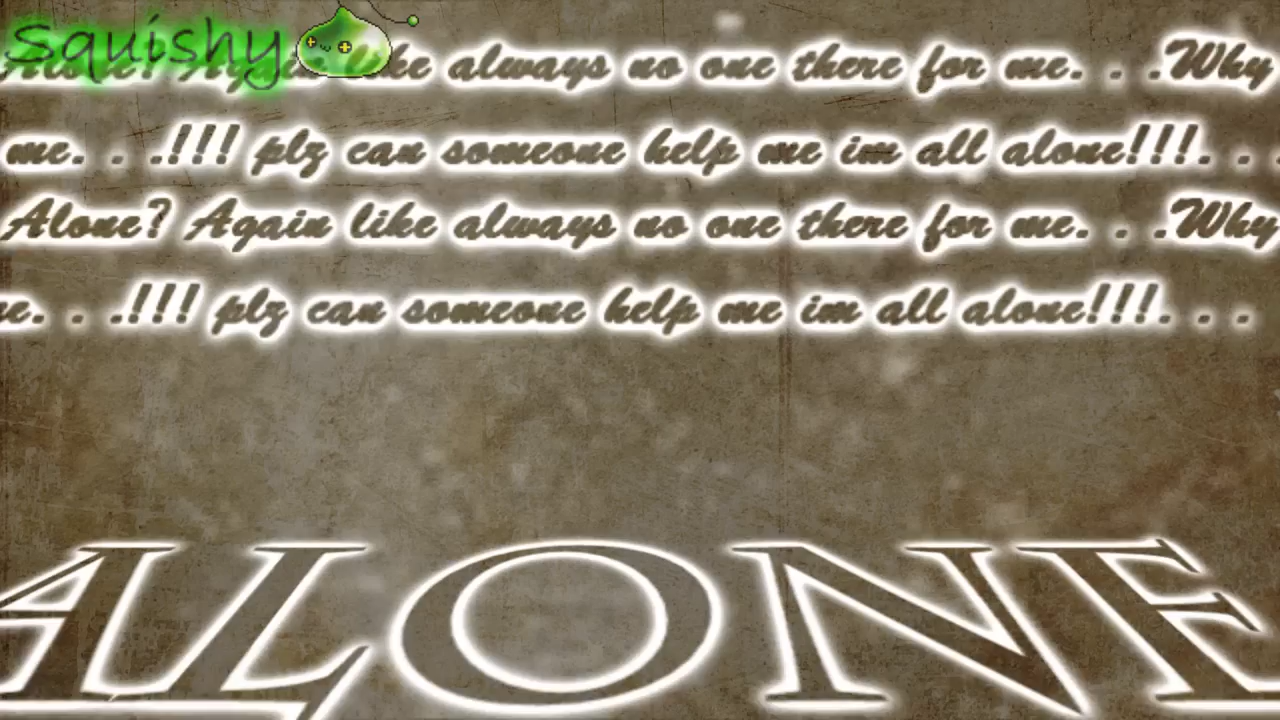 Squishy
Alone? Again like always no one there for me. . .Why
me. . .!!! plz can someone help me im all alone!!!. . .
Alone? Again like always no one there for me. . .Why
me. . .!!! plz can someone help me im all alone!!!. . .
ALONE